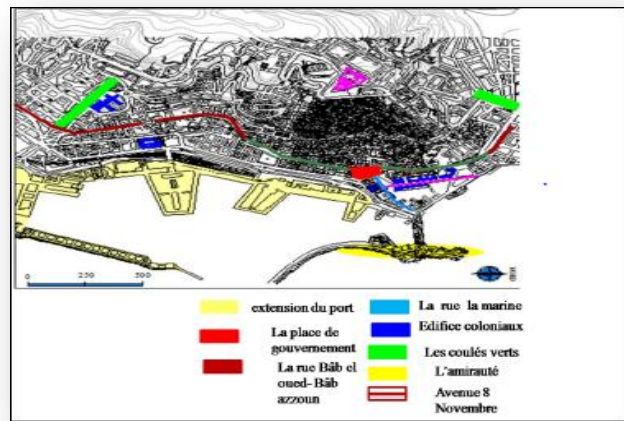 0 250 500
extension du port
La place de
gouvernement
La rue Bâb el
oued- Bâb
azzoun
La rue la marine
Edifice coloniaux
Les coulés verts
L'amirauté
Avenue 8
Novembre